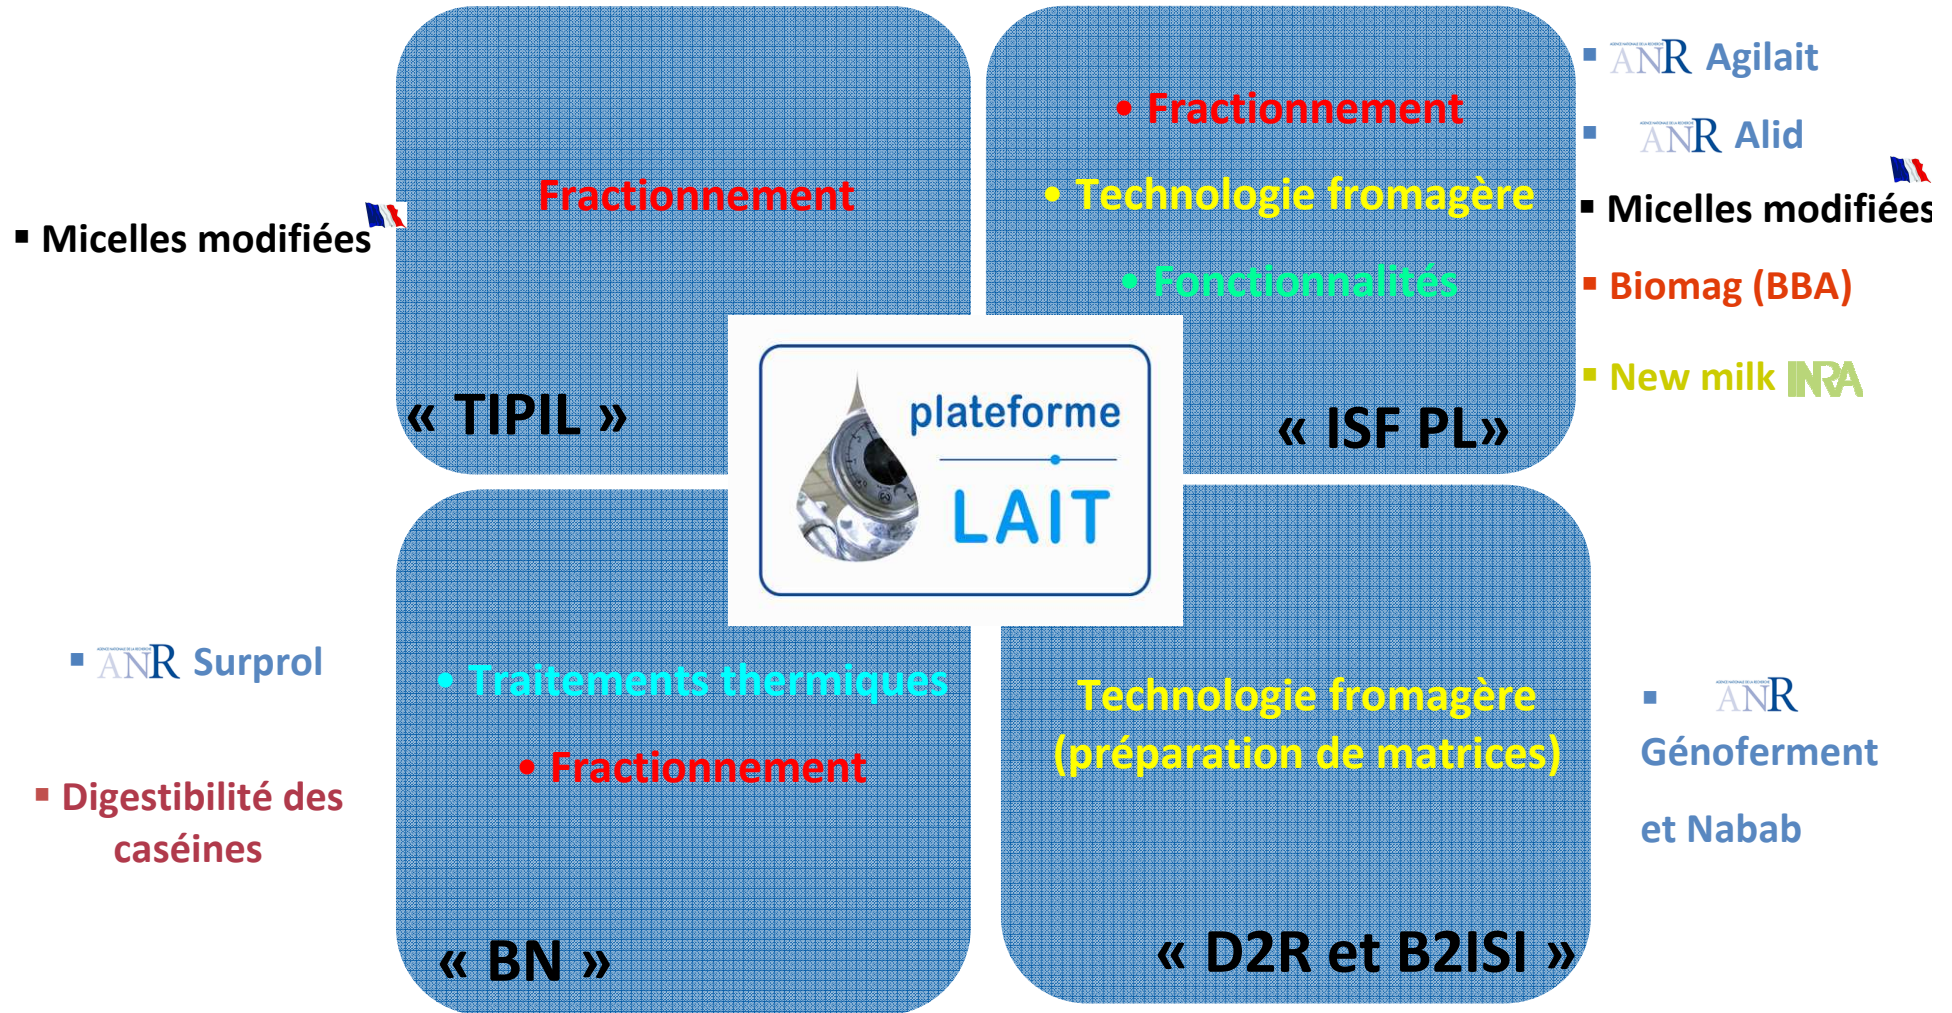 ▪ Micelles modifiées
Fractionnement
« TIPIL »
• Fractionnement
• Technologie fromagère
• Fonctionnalités
« ISF PL»
▪ ANR Agilait
▪ ANR Alid
▪ Micelles modifiées
▪ Biomag (BBA)
▪ New milk INRA
plateforme
LAIT
▪ ANR Surprol
▪ Digestibilité des
caséines
• Traitements thermiques
• Fractionnement
« BN »
Technologie fromagère
(préparation de matrices)
« D2R et B2ISI »
▪ ANR
Génoferment
et Nabab